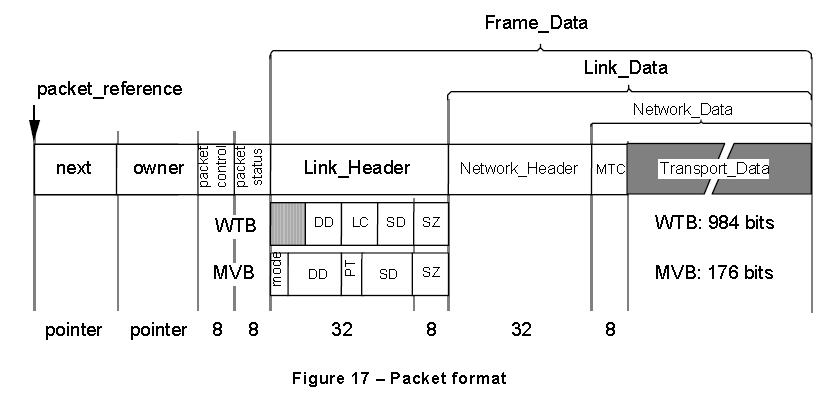 Frame_Data
Link_Data
packet_reference
Network_Data
next owner packet control packet status Link_Header Network_Header MTC Transport_Data
WTB DD LC SD SZ WTB: 984 bits
MVB mode DD PT SD SZ MVB: 176 bits
pointer pointer 8 8 32 8 32 8
Figure 17 – Packet format